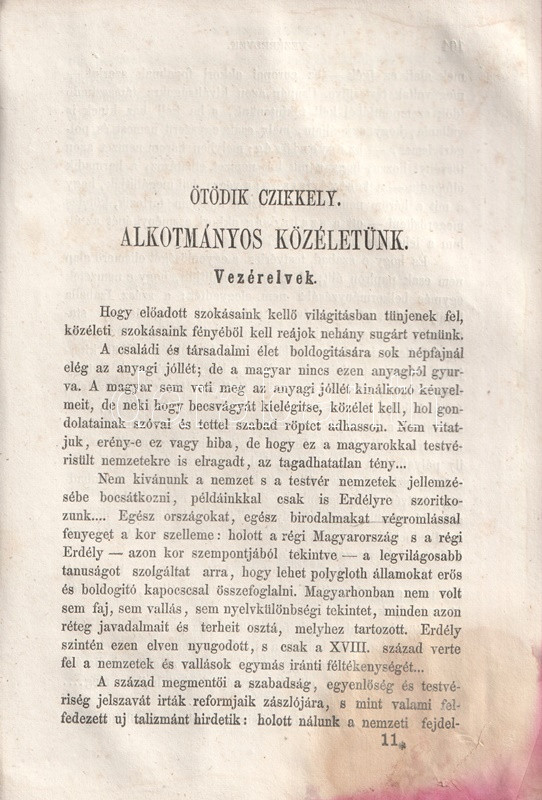 ÖTÖDIK CZIKKELY.
ALKOTMÁNYOS KÖZÉLETÜNK.
Vezérelvek.
Hogy előadott szokásaink kellő világitásban tünjenek fel,
közéleti szokásaink fényéből kell reájok nehány sugárt vetnünk.
A családi és társadalmi élet boldogitására sok népfajnál
elég az anyagi jóllét; de a magyar nincs ezen anyagból gyur-
va. A magyar sem veti meg az anyagi jóllét kinálkozó kényel-
meit, de neki hogy becsvágyát kielégitse, közélet kell, hol gon-
dolatainak szóvai és tettel szabad röptet adhasson. Nem vitat-
juk, erény-e ez vagy hiba, de hogy ez a magyarokkal testvé-
risült nemzetekre is elragadt, az tagadhatatlan tény...
Nem kivánunk a nemzet s a testvér nemzetek jellemzé-
sébe bocsátkozni, példáinkkal csak is Erdélyre szoritko-
zunk.... Egész országokat, egész birodalmakat végromlással
fenyeget a kor szelleme: holott a régi Magyarország s a régi
Erdély — azon kor szempontjából tekintve — a legvilágosabb
tanuságot szolgáltat arra, hogy lehet polygloth államokat erős
és boldogitó kapocscsal összefoglalni. Magyarhonban nem volt
sem faj, sem vallás, sem nyelvkülönbségi tekintet, minden azon
réteg javadalmait és terheit osztá, melyhez tartozott. Erdély
szintén ezen elven nyugodott, s csak a XVIII. század verte
fel a nemzetek és vallások egymás iránti féltékenységét...
A század megmentői a szabadság, egyenlőség és testvé-
riség jelszavát irták reformjaik zászlójára, s mint valami fel-
fedezett uj talizmánt hirdetik: holott nálunk a nemzeti fejdel-
11*